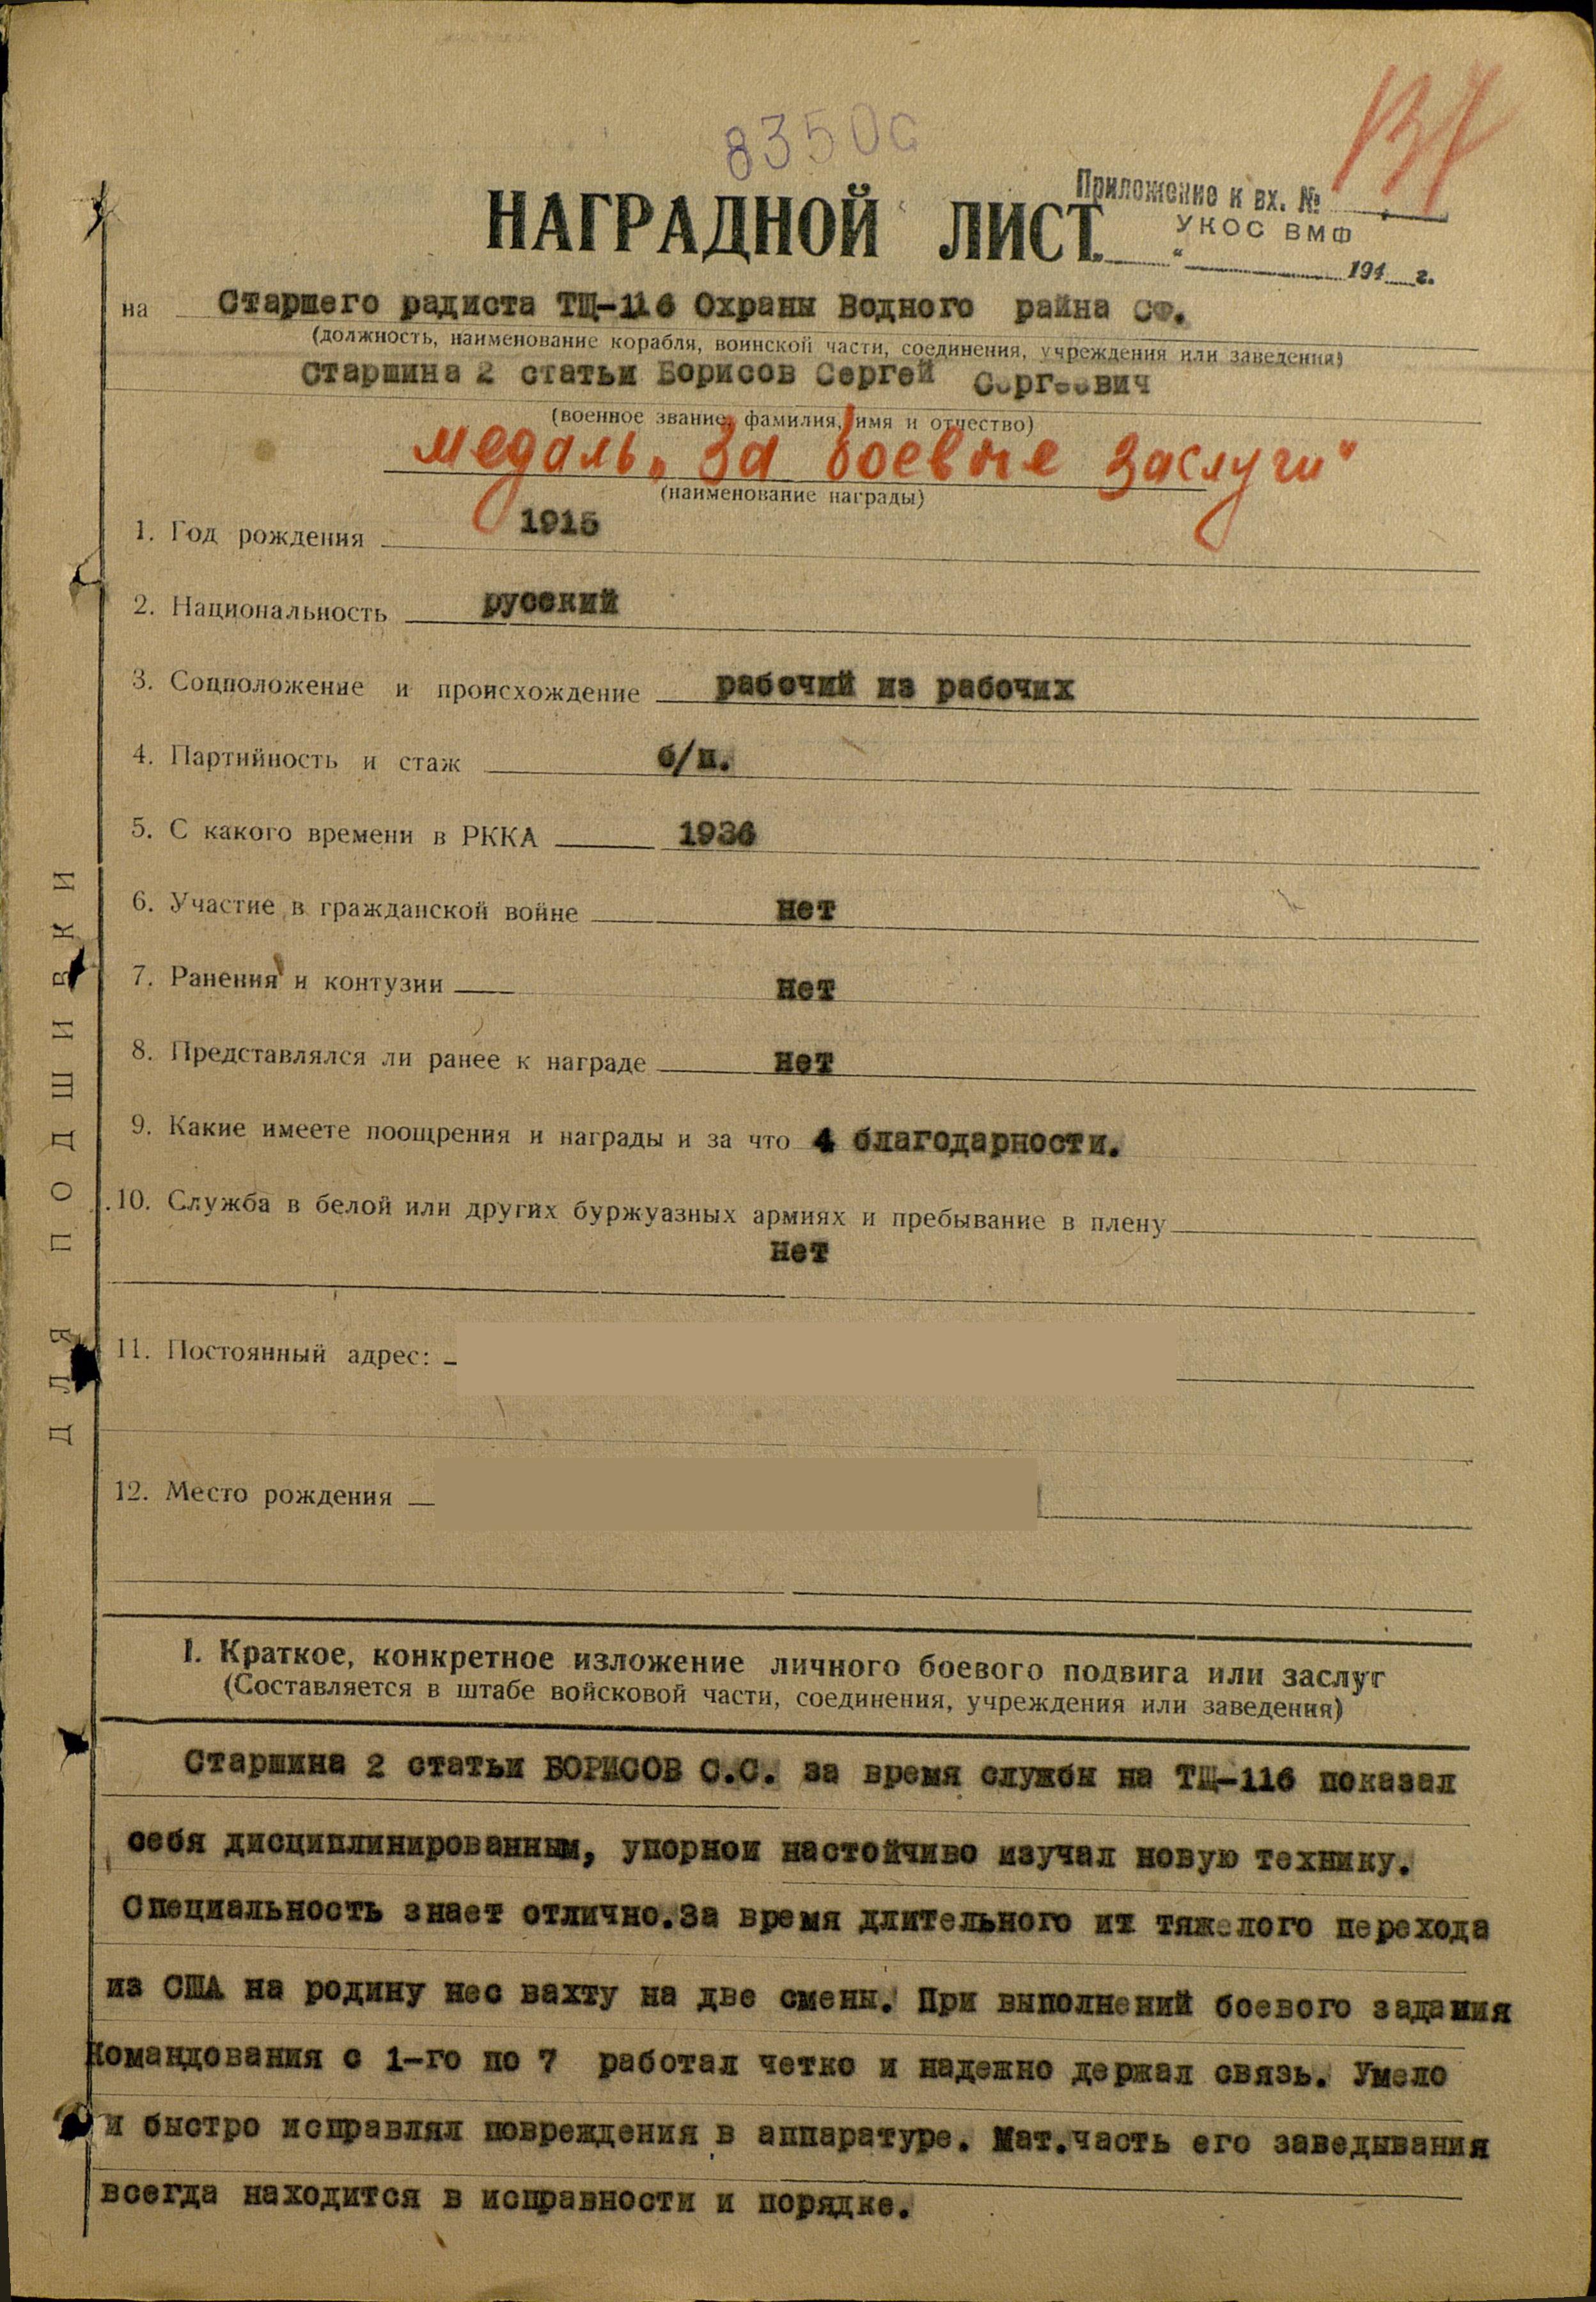 83500
137
Приложение к вх. №
УКОС ВМФ
НАГРАДНОЙ ЛИСТ
"    194   г.
на Старшего радиста ТЩ-116 Охраны Водного райна СФ.
(должность, наименование корабля, воинской части, соединения, учреждения или заведения)
Старшина 2 статьи Борисов Сергей Сергеевич
(военное звание, фамилия, имя и отчество)
медаль „За боевые заслуги"
(наименование награды)
1. Год рождения 1915
2. Национальность русский
3. Соцположение и происхождение рабочий из рабочих
4. Партийность и стаж б/п.
5. С какого времени в РККА 1936
6. Участие в гражданской войне нет
7. Ранения и контузии нет
8. Представлялся ли ранее к награде нет
9. Какие имеете поощрения и награды и за что 4 благодарности.
10. Служба в белой или других буржуазных армиях и пребывание в плену
нет
11. Постоянный адрес:
12. Место рождения
ДЛЯ ПОДШИВКИ
I. Краткое, конкретное изложение личного боевого подвига или заслуг
(Составляется в штабе войсковой части, соединения, учреждения или заведения)
Старшина 2 статьи БОРИСОВ С.С. за время службы на ТЩ-116 показал
себя дисциплинированным, упорнои настойчиво изучал новую технику.
Специальность знает отлично.За время длительного и тяжелого перехода
из США на родину нес вахту на две смены. При выполнений боевого задания
Командования с 1-го по 7 работал четко и надежно держал связь. Умело
и быстро исправлял повреждения в аппаратуре. Мат.часть его заведывания
всегда находится в исправности и порядке.